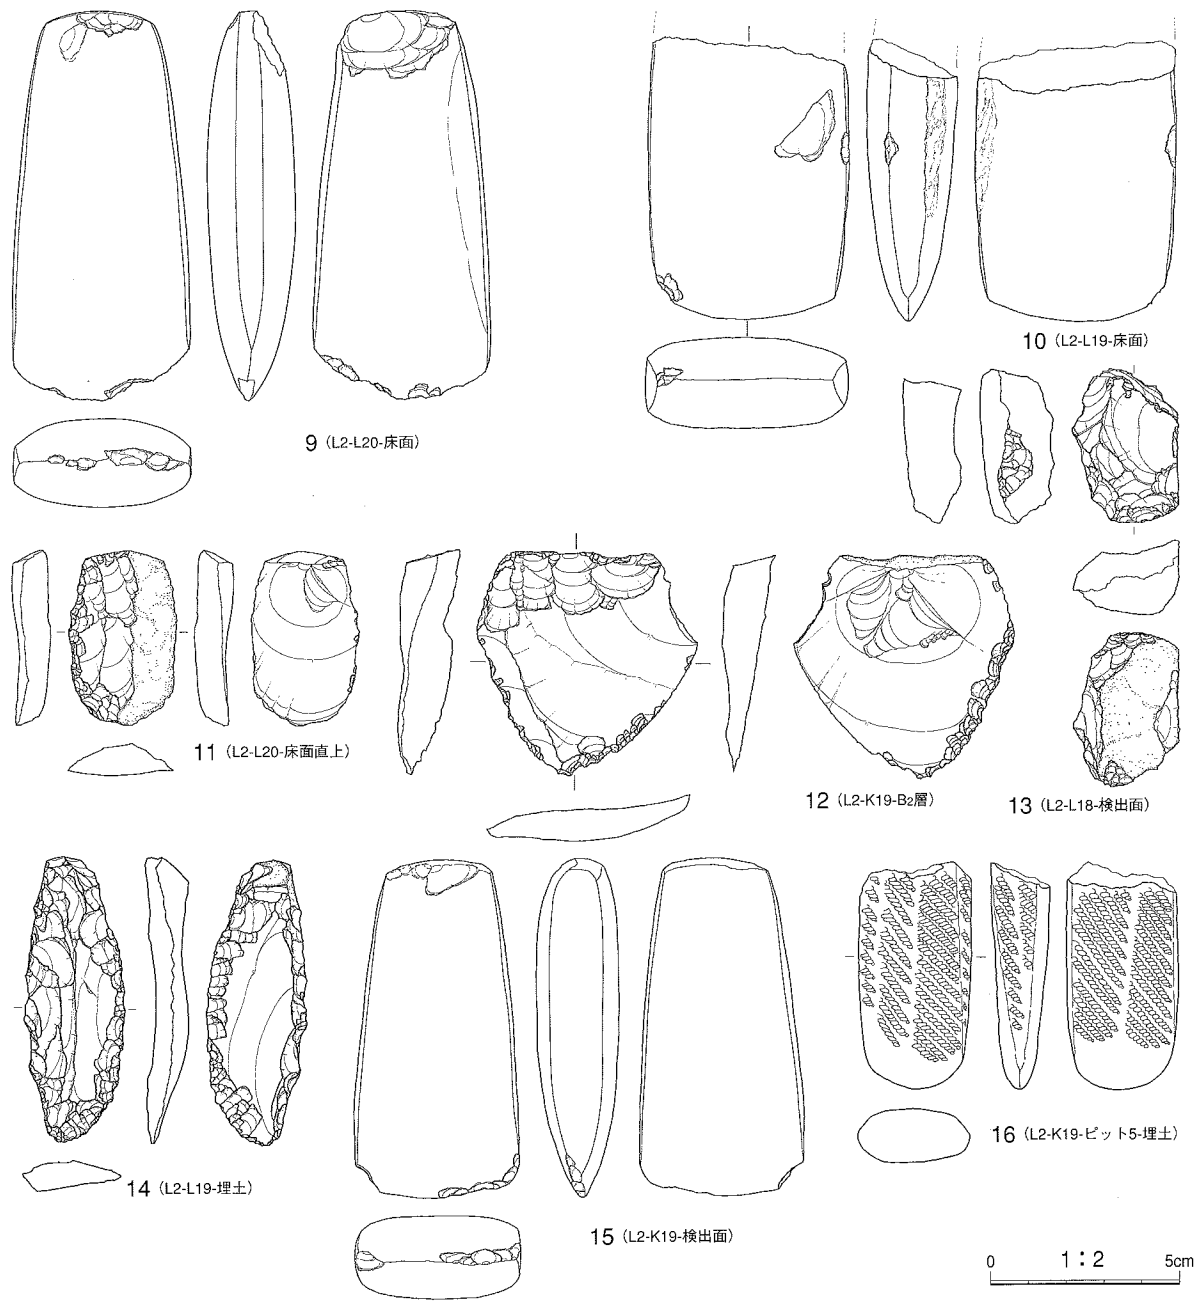 9 (L2-L20-床面)
10 (L2-L19-床面)
11 (L2-L20-床面直上)
12 (L2-K19-B₂層)
13 (L2-L18-検出面)
14 (L2-L19-埋土)
15 (L2-K19-検出面)
16 (L2-K19-ピット5-埋土)
0 1:2 5cm